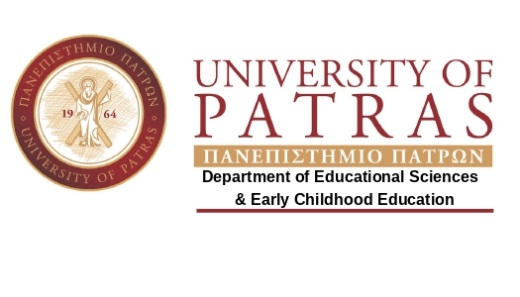 ΠΑΝΕΠΙΣΤΗΜΙΟ ΠΑΤΡΩΝ
19 64
UNIVERSITY OF PATRAS
UNIVERSITY OF
PATRAS
ΠΑΝΕΠΙΣΤΗΜΙΟ ΠΑΤΡΩΝ
Department of Educational Sciences
& Early Childhood Education